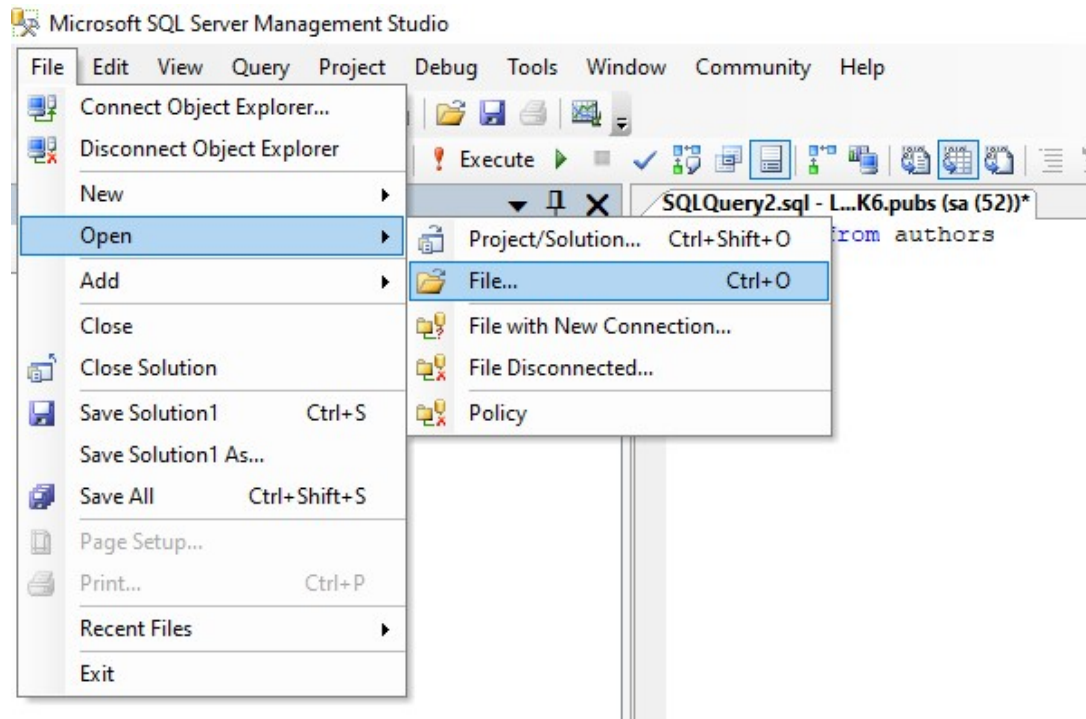 Microsoft SQL Server Management Studio
File Edit View Query Project Debug Tools Window Community Help
Connect Object Explorer...
Disconnect Object Explorer
Execute
New
SQLQuery2.sql - L...K6.pubs (sa (52))*
Open
Project/Solution... Ctrl+Shift+O
from authors
Add
File... Ctrl+O
Close
File with New Connection...
Close Solution
File Disconnected...
Save Solution1 Ctrl+S
Policy
Save Solution1 As...
Save All Ctrl+Shift+S
Page Setup...
Print... Ctrl+P
Recent Files
Exit